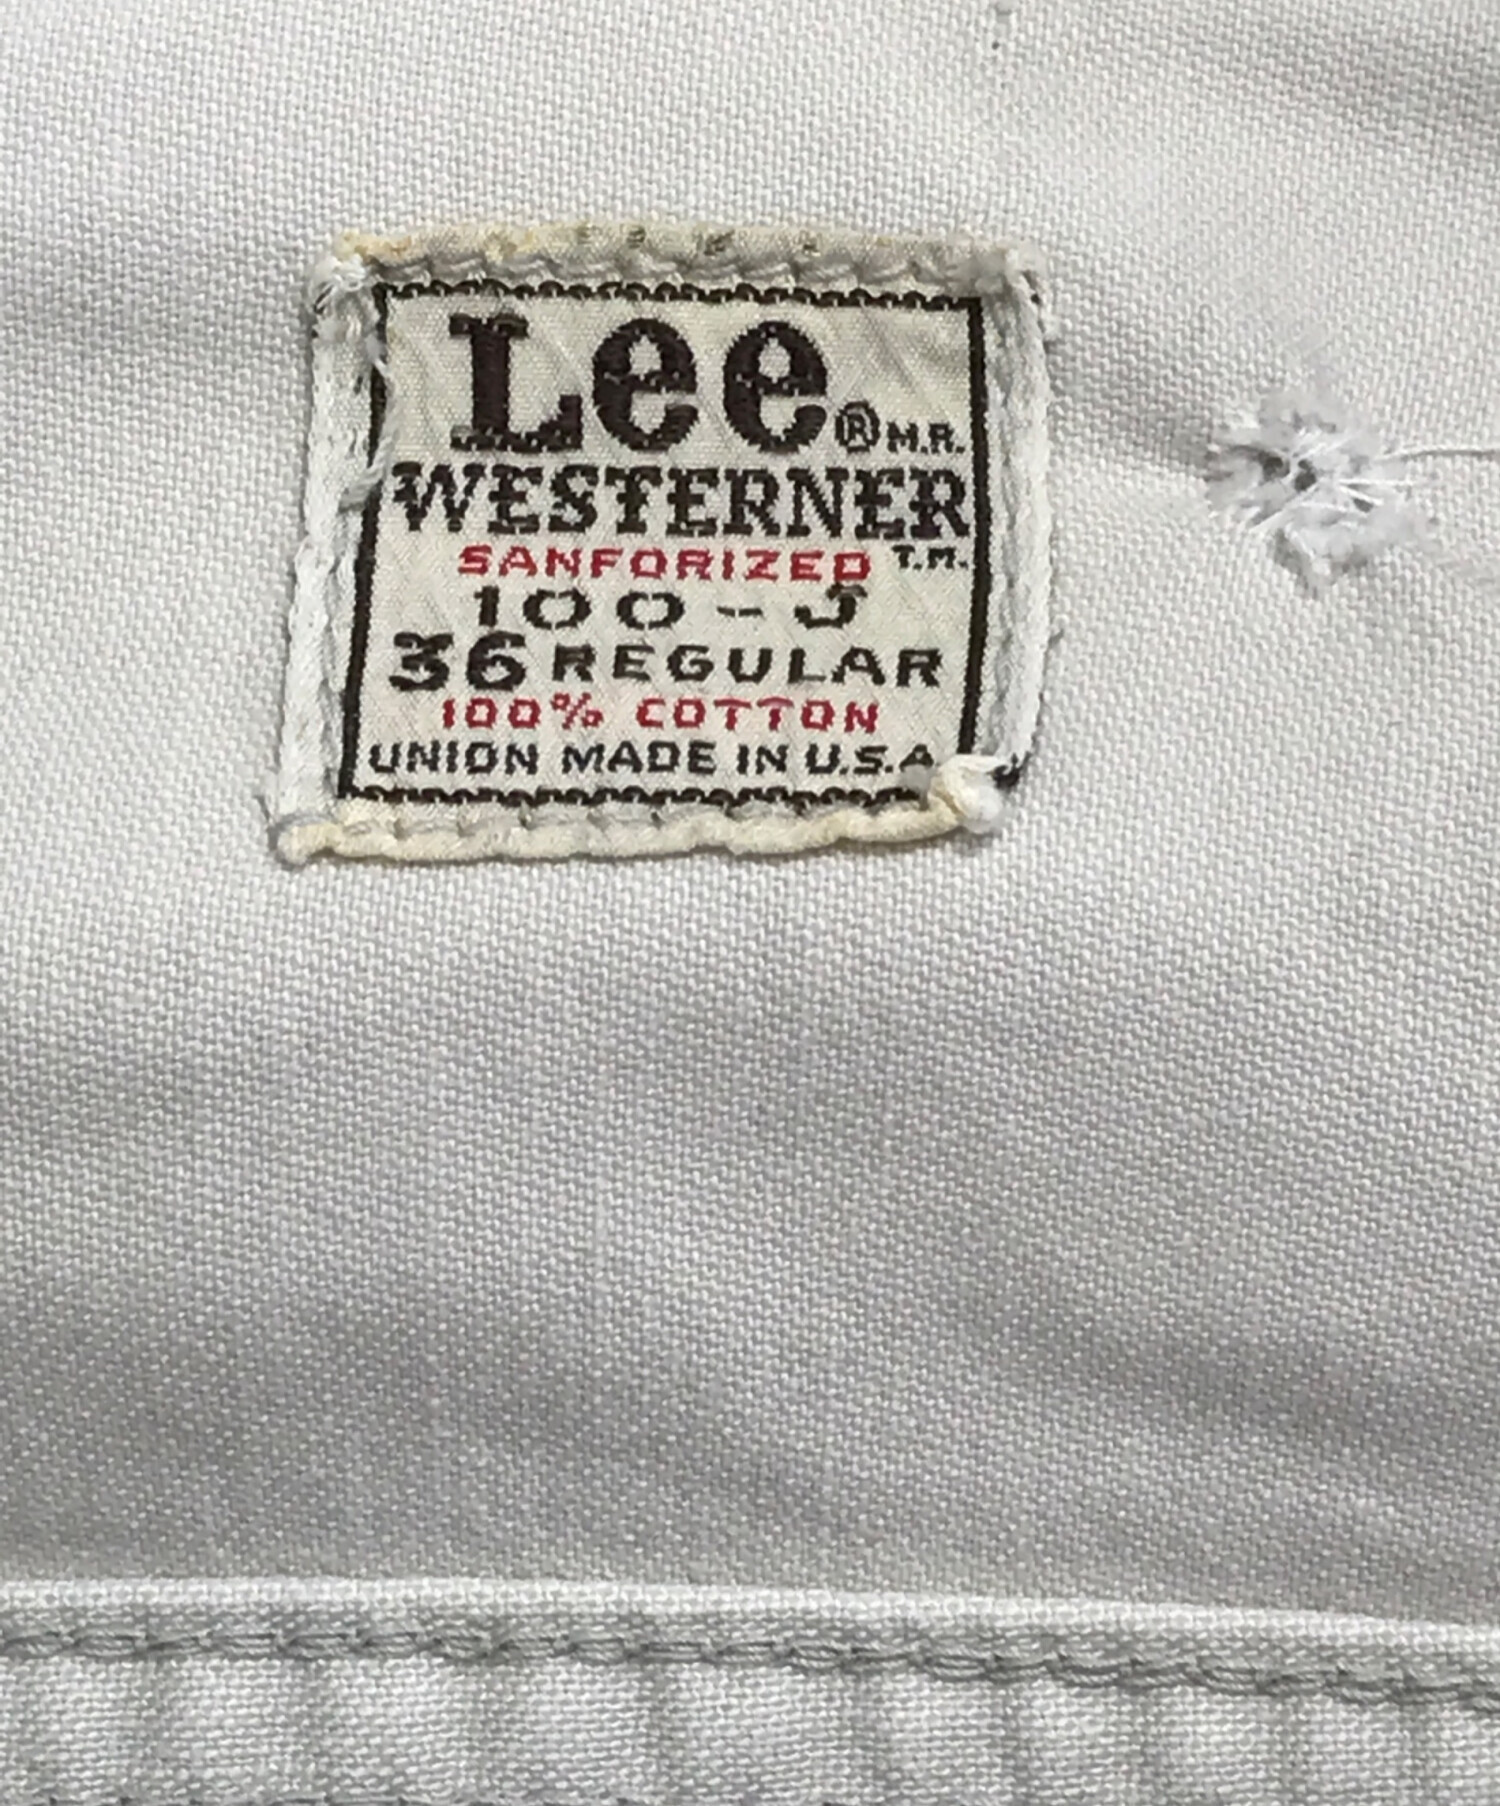 Lee ® M.R.
WESTERNER
SANFORIZED T.M.
100-J
36 REGULAR
100% COTTON
UNION MADE IN U.S.A.